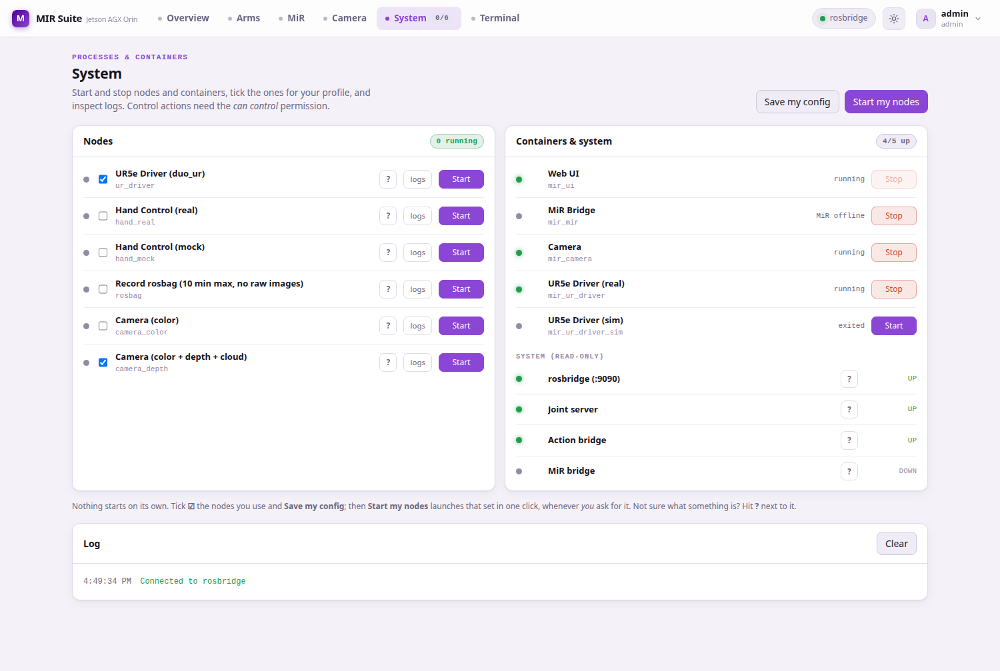 M MIR Suite Jetson AGX Orin Overview Arms MiR Camera System 0/6 Terminal rosbridge A admin
admin
PROCESSES & CONTAINERS
System
Start and stop nodes and containers, tick the ones for your profile, and
inspect logs. Control actions need the can control permission.
Save my config Start my nodes
Nodes 0 running
UR5e Driver (duo_ur)
ur_driver
? logs Start
Hand Control (real)
hand_real
? logs Start
Hand Control (mock)
hand_mock
? logs Start
Record rosbag (10 min max, no raw images)
rosbag
? logs Start
Camera (color)
camera_color
? logs Start
Camera (color + depth + cloud)
camera_depth
? logs Start
Containers & system 4/5 up
Web UI
mir_ui
running Stop
MiR Bridge
mir_mir
MiR offline Stop
Camera
mir_camera
running Stop
UR5e Driver (real)
mir_ur_driver
running Stop
UR5e Driver (sim)
mir_ur_driver_sim
exited Start
SYSTEM (READ-ONLY)
rosbridge (:9090) ? UP
Joint server ? UP
Action bridge ? UP
MiR bridge ? DOWN
Nothing starts on its own. Tick ☑ the nodes you use and Save my config; then Start my nodes launches that set in one click, whenever you ask for it. Not sure what something is? Hit ? next to it.
Log Clear
4:49:34 PM Connected to rosbridge